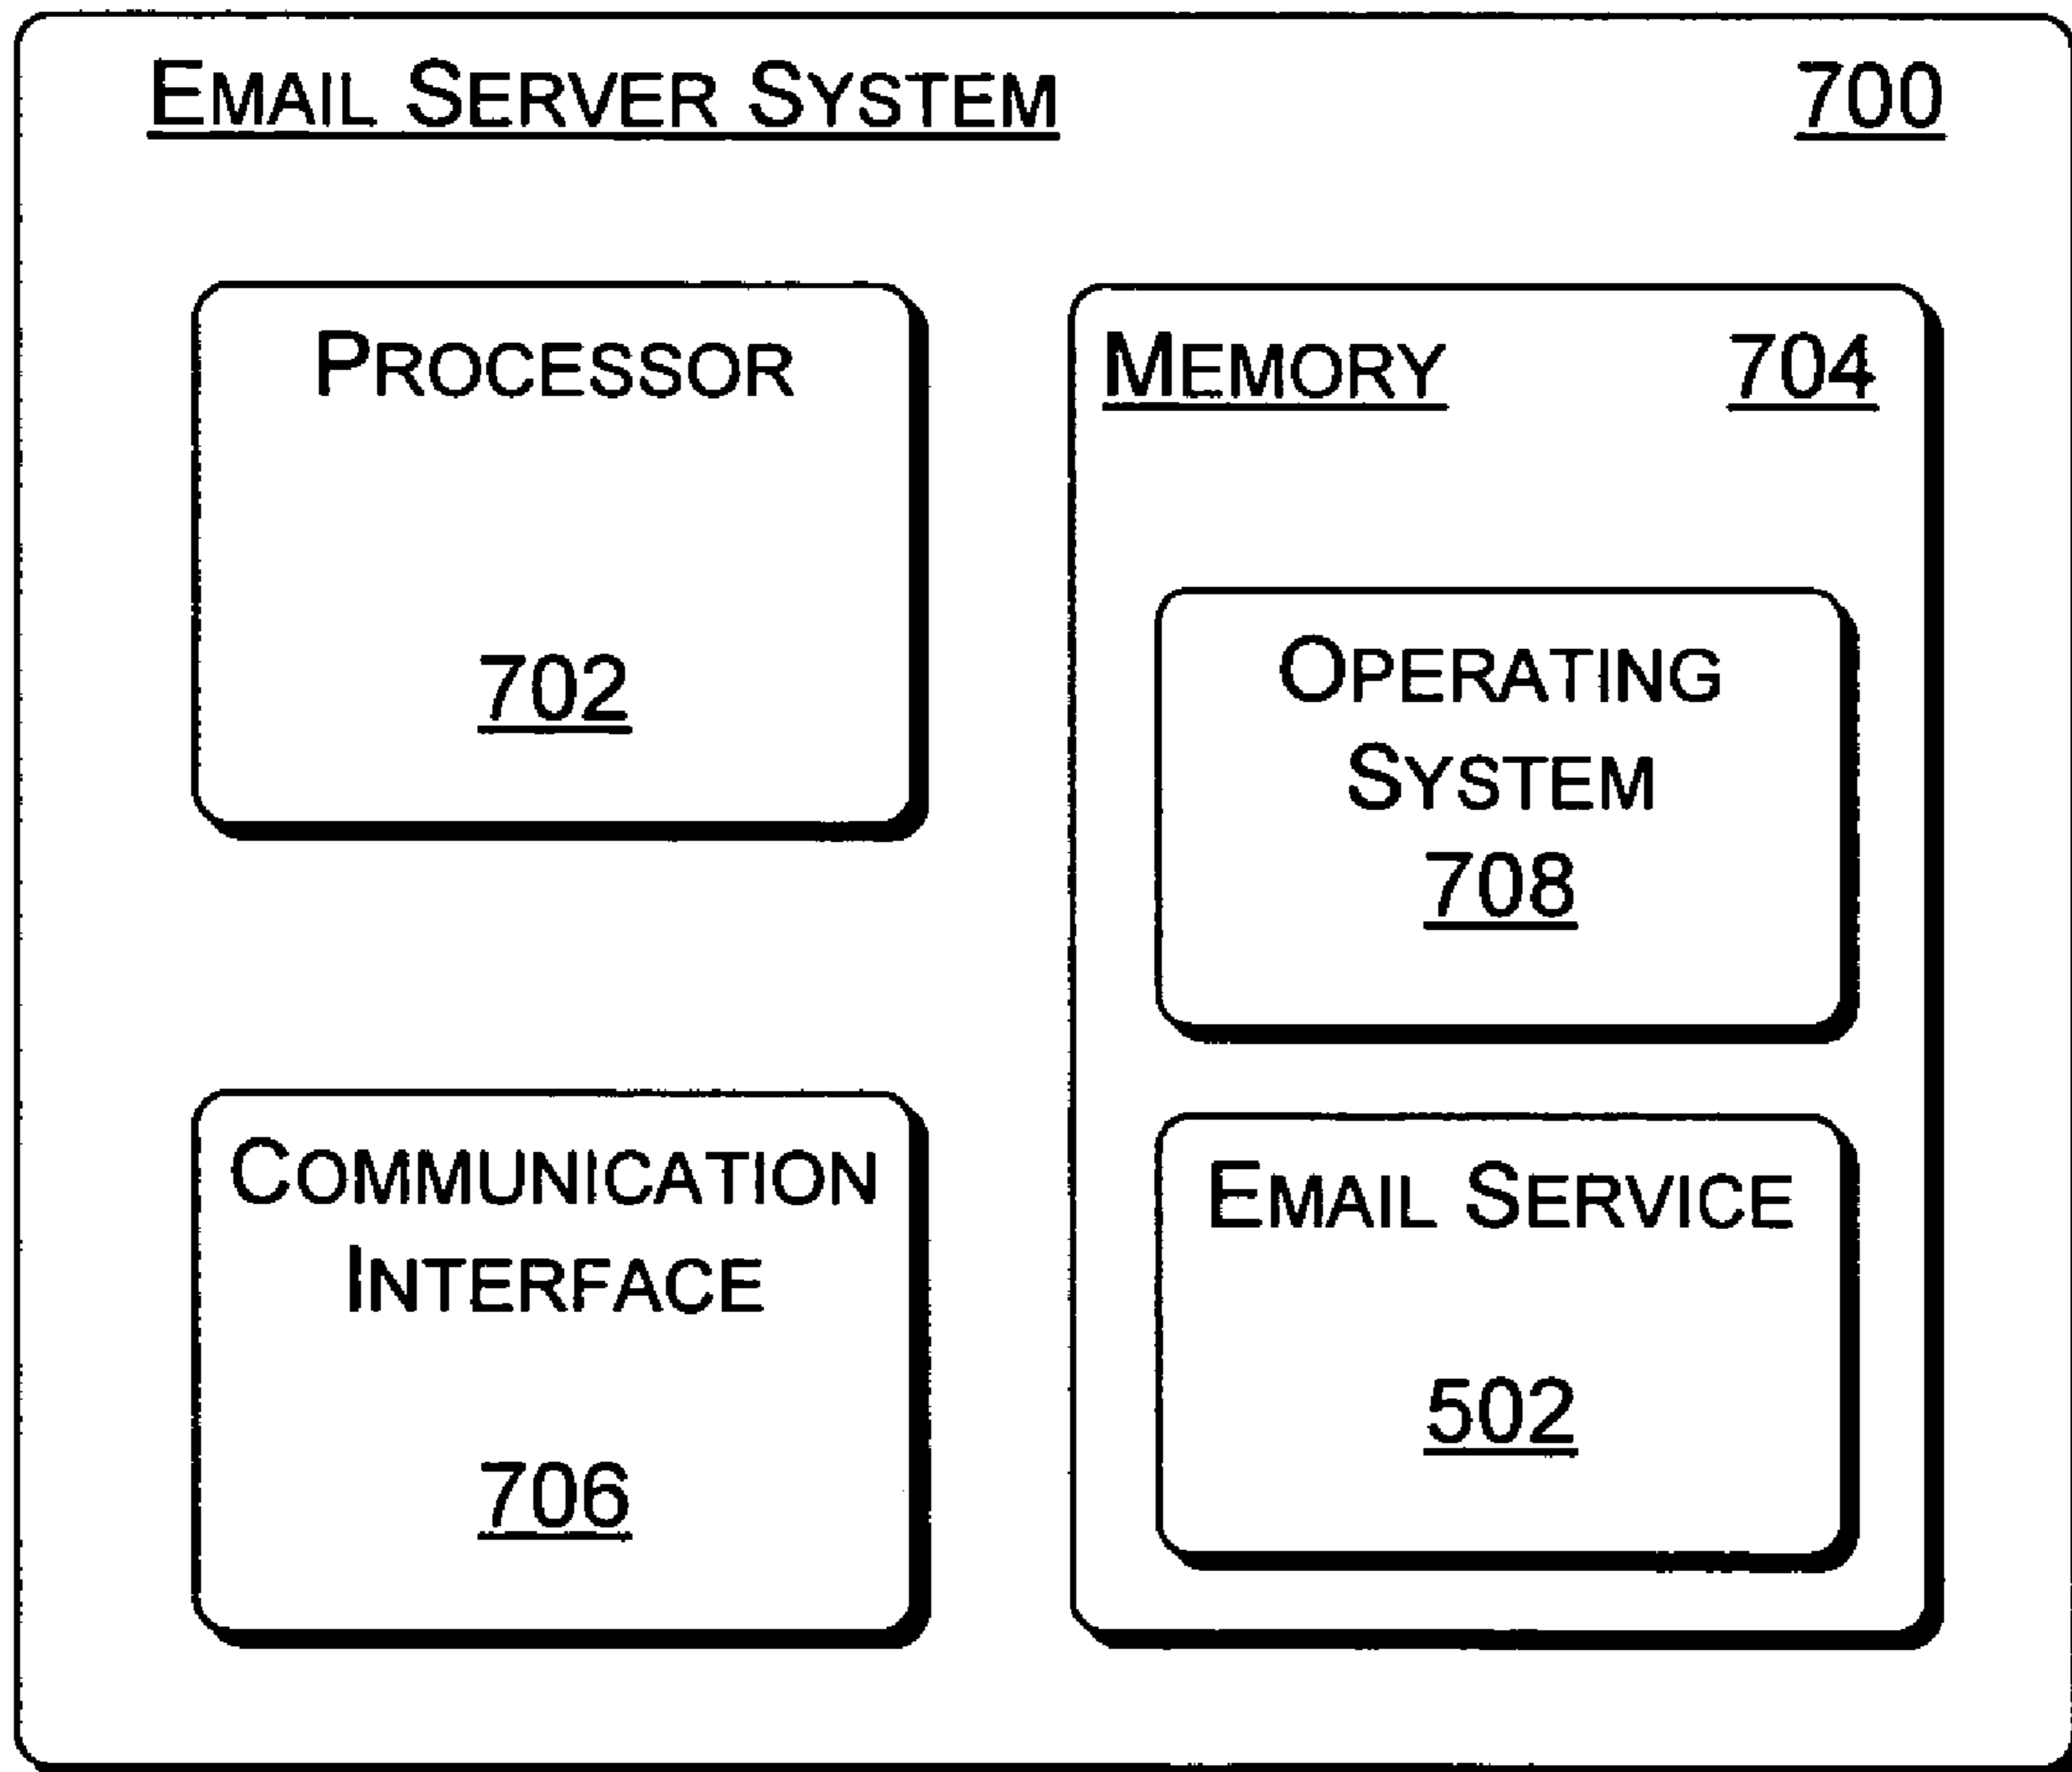 EMAIL SERVER SYSTEM
700
PROCESSOR
702
COMMUNICATION
INTERFACE
706
MEMORY
704
OPERATING
SYSTEM
708
EMAIL SERVICE
502